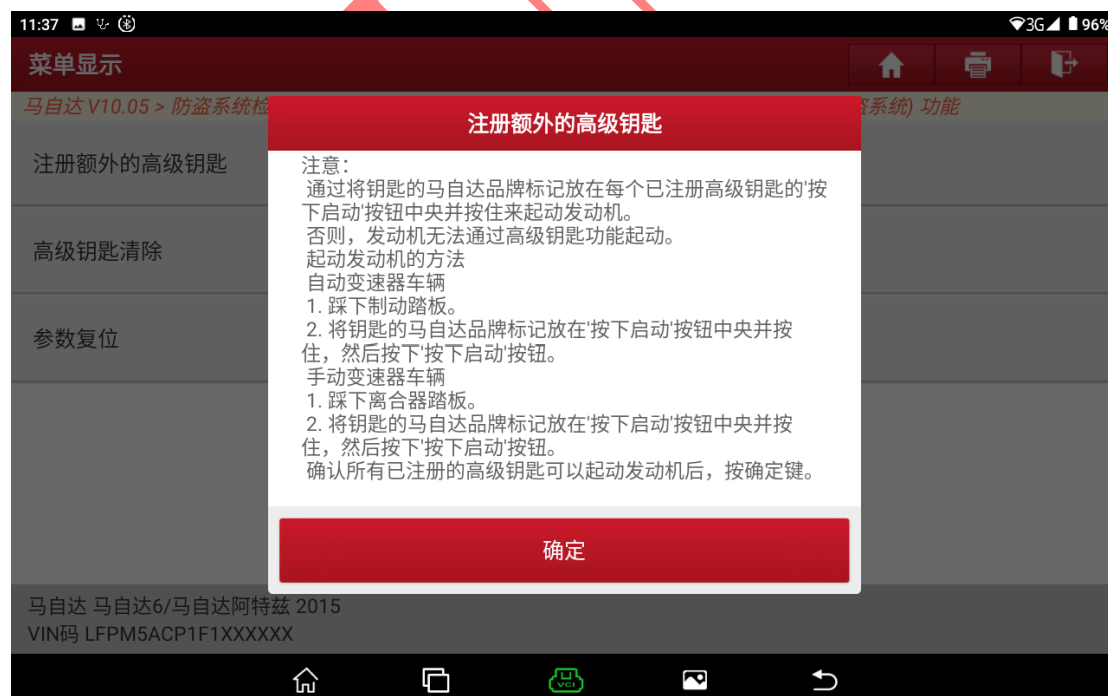 11:37
3G
96%
菜单显示
马自达 V10.05 > 防盗系统检
系统) 功能
注册额外的高级钥匙
注册额外的高级钥匙
高级钥匙清除
参数复位
注意：
通过将钥匙的马自达品牌标记放在每个已注册高级钥匙的'按
下启动'按钮中央并按住来起动发动机。
否则，发动机无法通过高级钥匙功能起动。
起动发动机的方法
自动变速器车辆
1. 踩下制动踏板。
2. 将钥匙的马自达品牌标记放在'按下启动'按钮中央并按
住，然后按下'按下启动'按钮。
手动变速器车辆
1. 踩下离合器踏板。
2. 将钥匙的马自达品牌标记放在'按下启动'按钮中央并按
住，然后按下'按下启动'按钮。
确认所有已注册的高级钥匙可以起动发动机后，按确定键。
确定
马自达 马自达6/马自达阿特兹 2015
VIN码 LFPM5ACP1F1XXXXXX
VCI